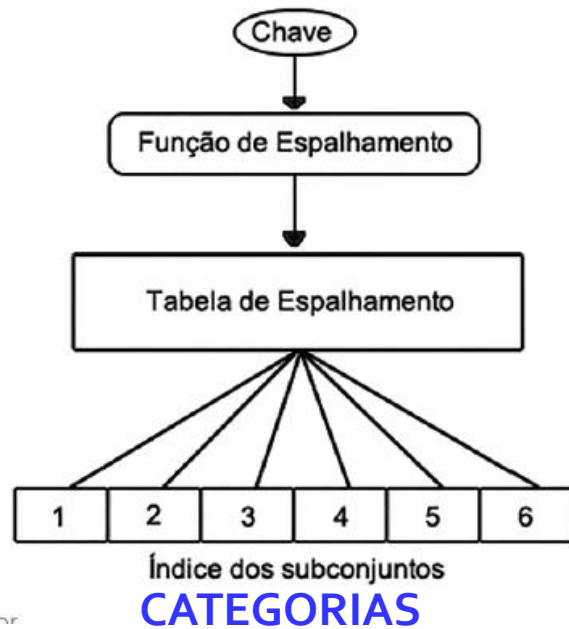 Chave
Função de Espalhamento
Tabela de Espalhamento
1 2 3 4 5 6
Índice dos subconjuntos
CATEGORIAS